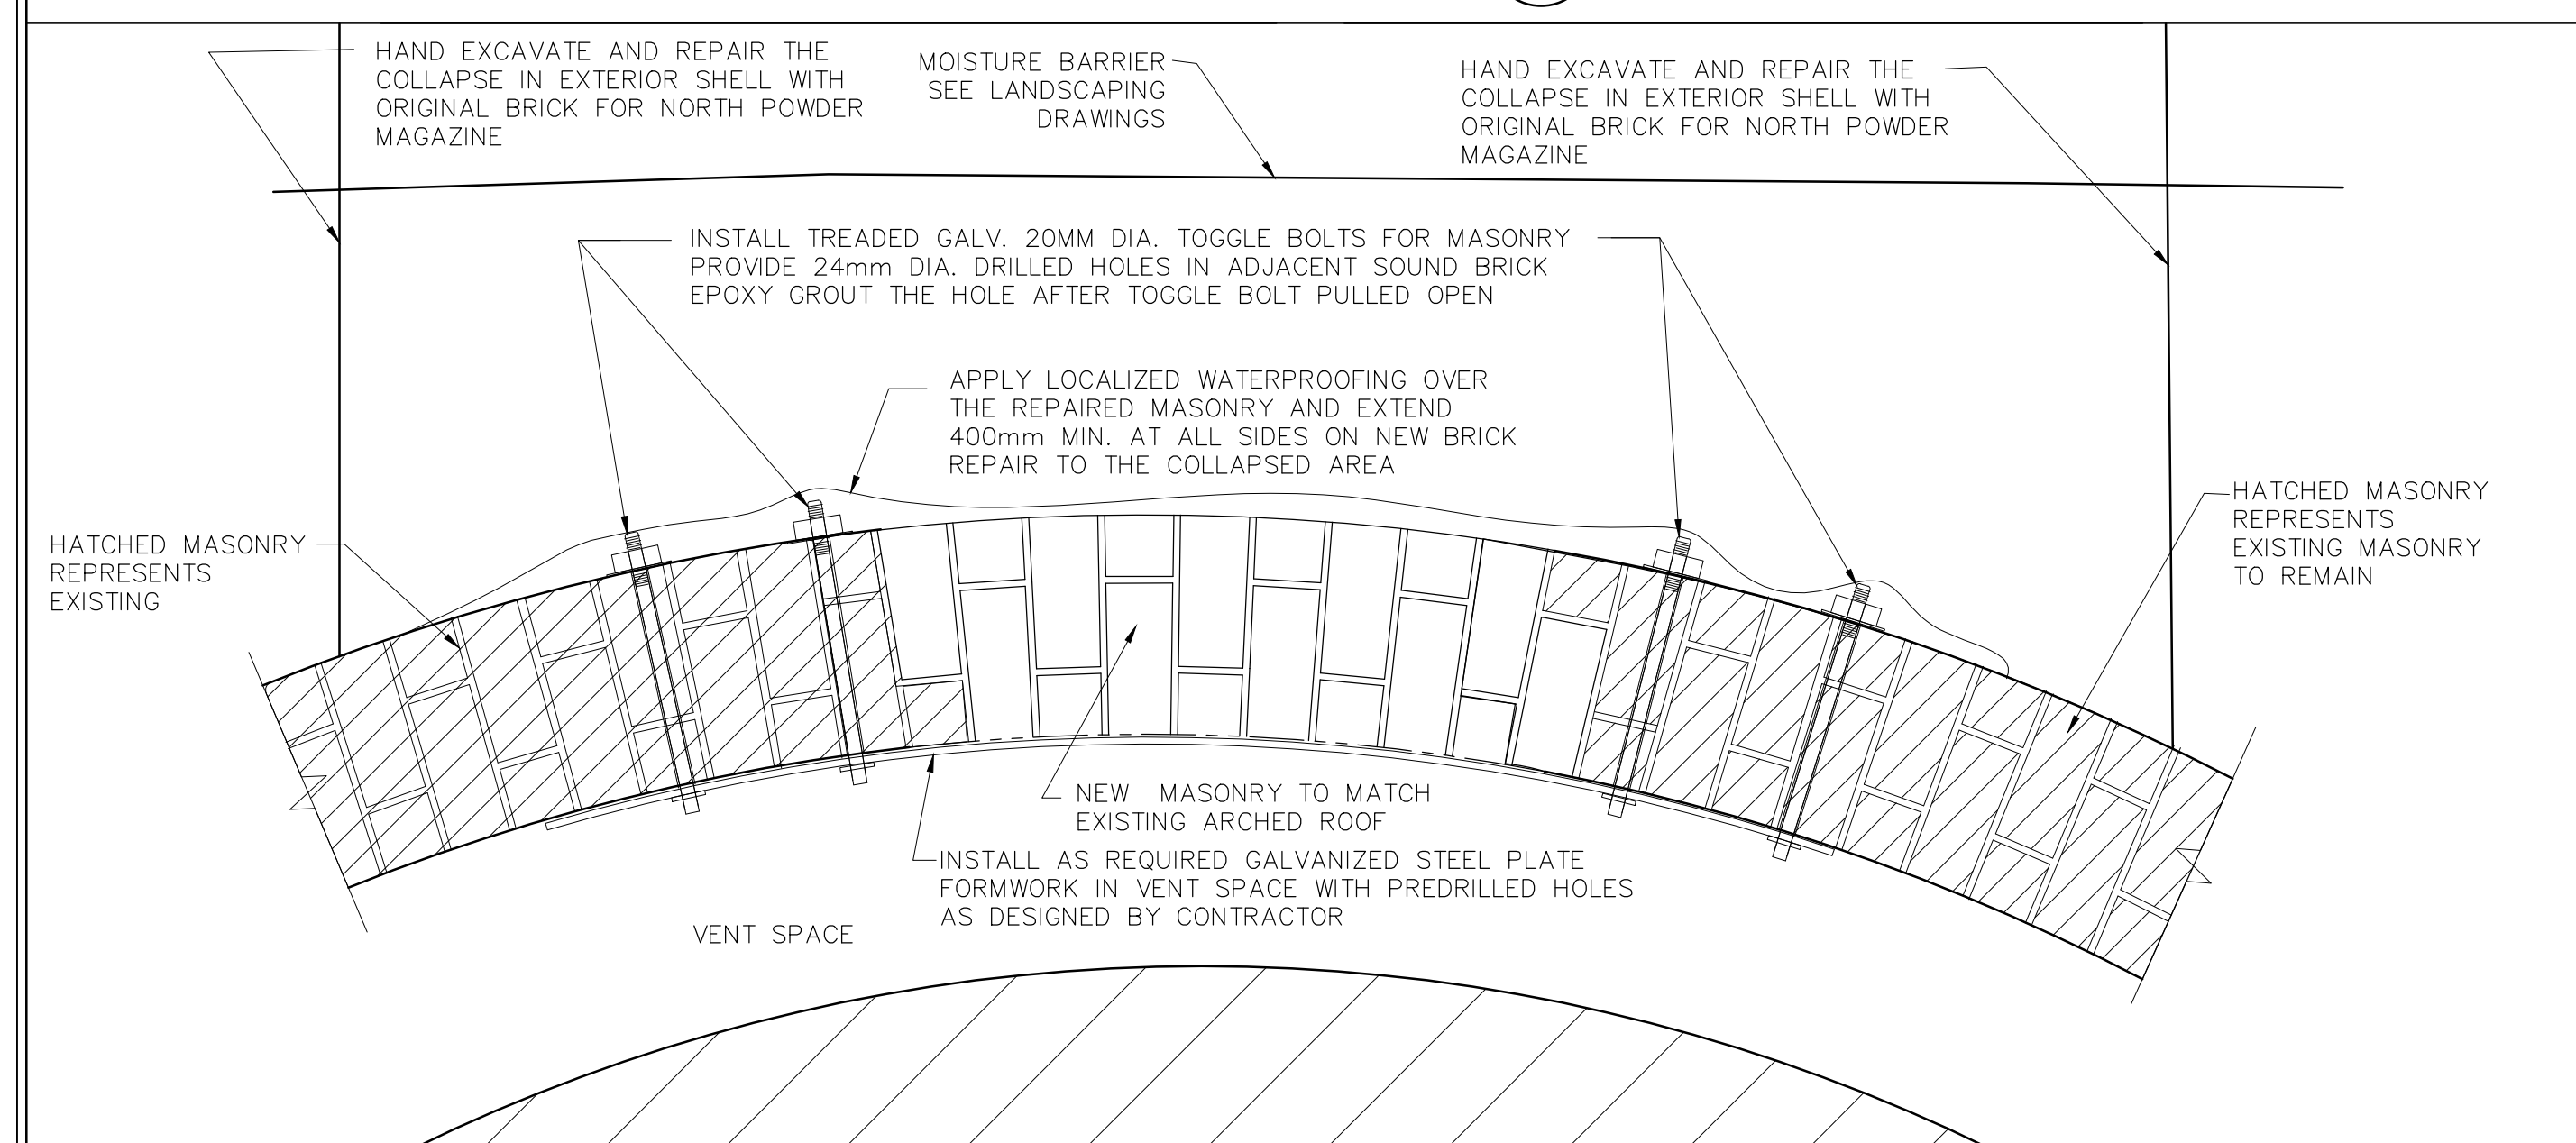 HAND EXCAVATE AND REPAIR THE
COLLAPSE IN EXTERIOR SHELL WITH
ORIGINAL BRICK FOR NORTH POWDER
MAGAZINE
MOISTURE BARRIER
SEE LANDSCAPING
DRAWINGS
HAND EXCAVATE AND REPAIR THE
COLLAPSE IN EXTERIOR SHELL WITH
ORIGINAL BRICK FOR NORTH POWDER
MAGAZINE
INSTALL TREADED GALV. 20MM DIA. TOGGLE BOLTS FOR MASONRY
PROVIDE 24mm DIA. DRILLED HOLES IN ADJACENT SOUND BRICK
EPOXY GROUT THE HOLE AFTER TOGGLE BOLT PULLED OPEN
APPLY LOCALIZED WATERPROOFING OVER
THE REPAIRED MASONRY AND EXTEND
400mm MIN. AT ALL SIDES ON NEW BRICK
REPAIR TO THE COLLAPSED AREA
HATCHED MASONRY
REPRESENTS
EXISTING
HATCHED MASONRY
REPRESENTS
EXISTING MASONRY
TO REMAIN
NEW MASONRY TO MATCH
EXISTING ARCHED ROOF
INSTALL AS REQUIRED GALVANIZED STEEL PLATE
FORMWORK IN VENT SPACE WITH PREDRILLED HOLES
AS DESIGNED BY CONTRACTOR
VENT SPACE